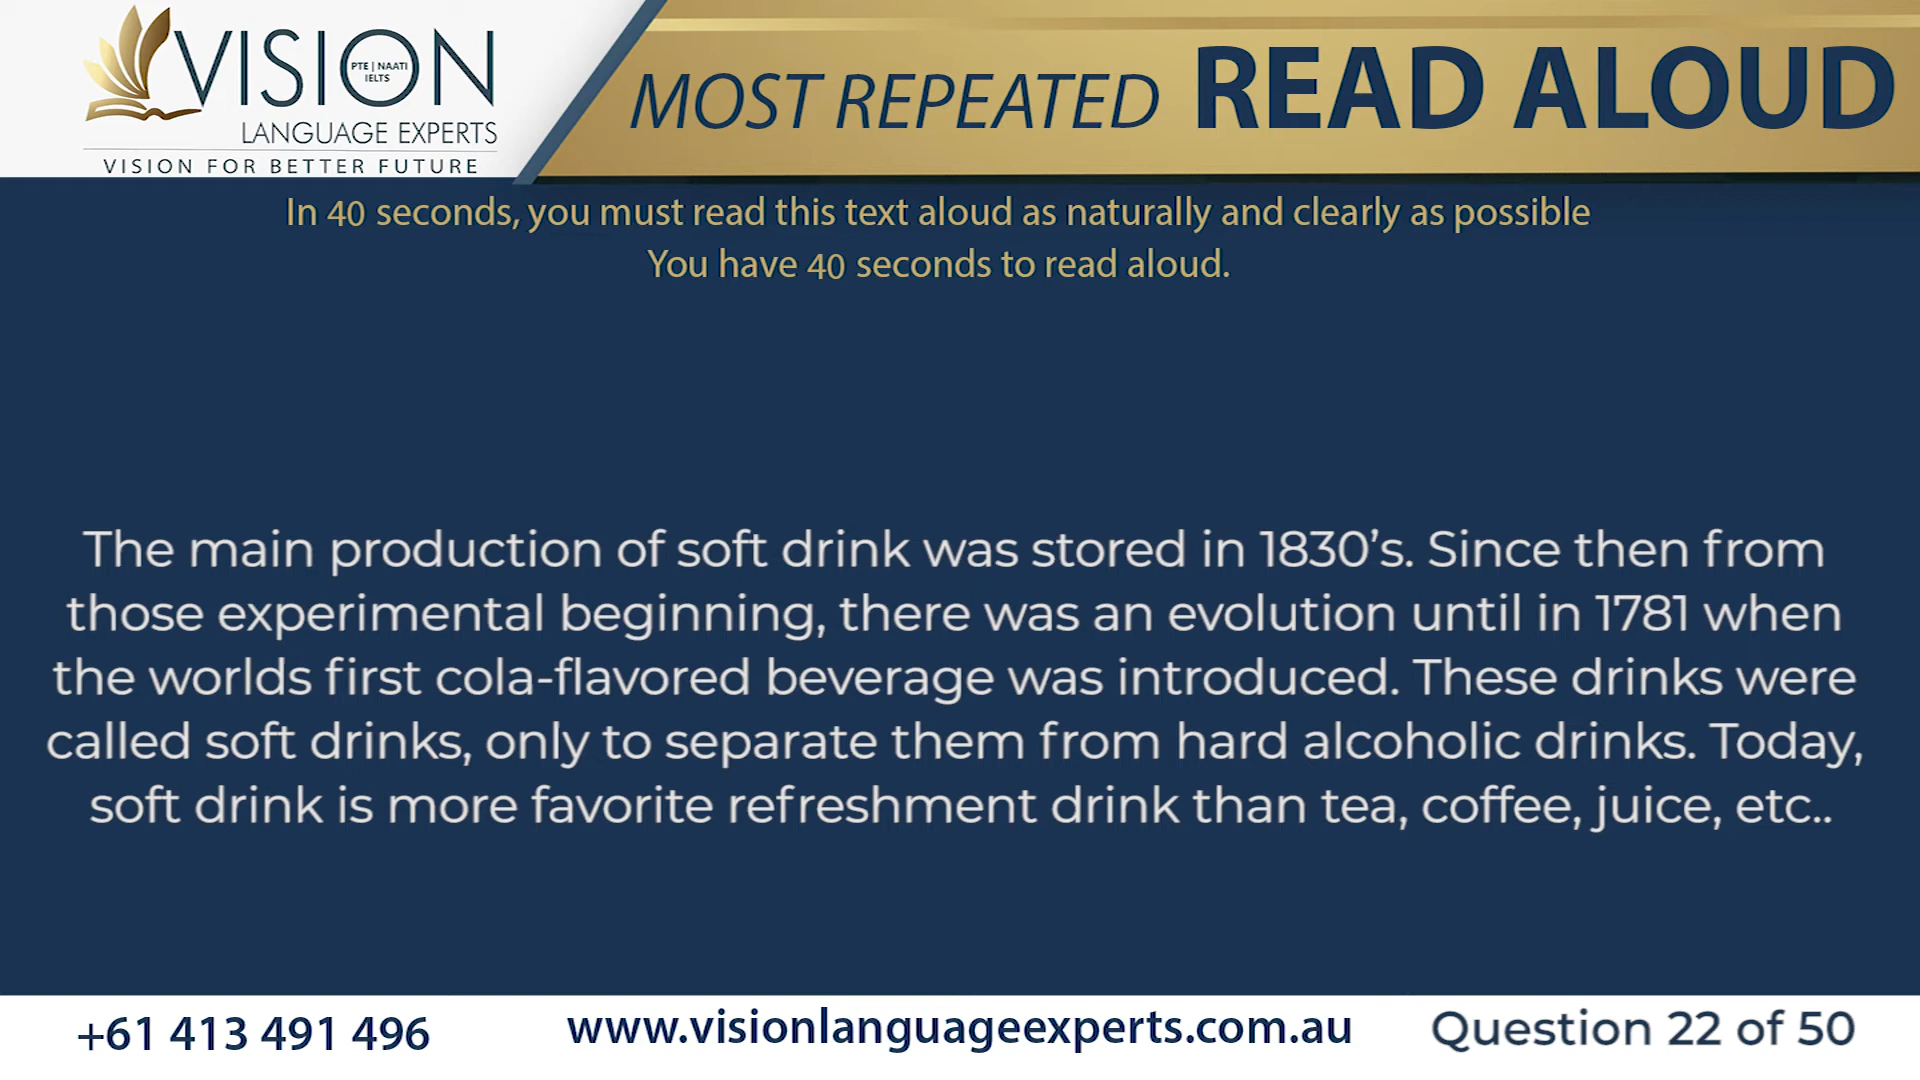 VISION
PTE | NAATI
IELTS
LANGUAGE EXPERTS
VISION FOR BETTER FUTURE
MOST REPEATED READ ALOUD
In 40 seconds, you must read this text aloud as naturally and clearly as possible
You have 40 seconds to read aloud.
The main production of soft drink was stored in 1830's. Since then from
those experimental beginning, there was an evolution until in 1781 when
the worlds first cola-flavored beverage was introduced. These drinks were
called soft drinks, only to separate them from hard alcoholic drinks. Today,
soft drink is more favorite refreshment drink than tea, coffee, juice, etc..
+61 413 491 496
www.visionlanguageexperts.com.au
Question 22 of 50